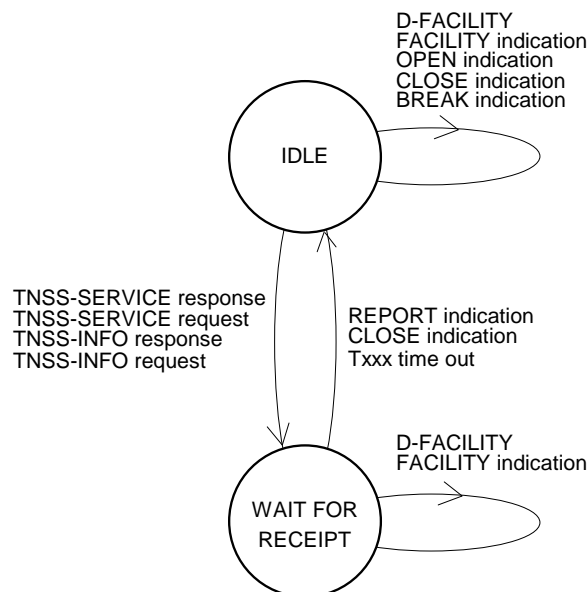 D-FACILITY
FACILITY indication
OPEN indication
CLOSE indication
BREAK indication
IDLE
TNSS-SERVICE response
TNSS-SERVICE request
TNSS-INFO response
TNSS-INFO request
REPORT indication
CLOSE indication
Txxx time out
D-FACILITY
FACILITY indication
WAIT FOR
RECEIPT